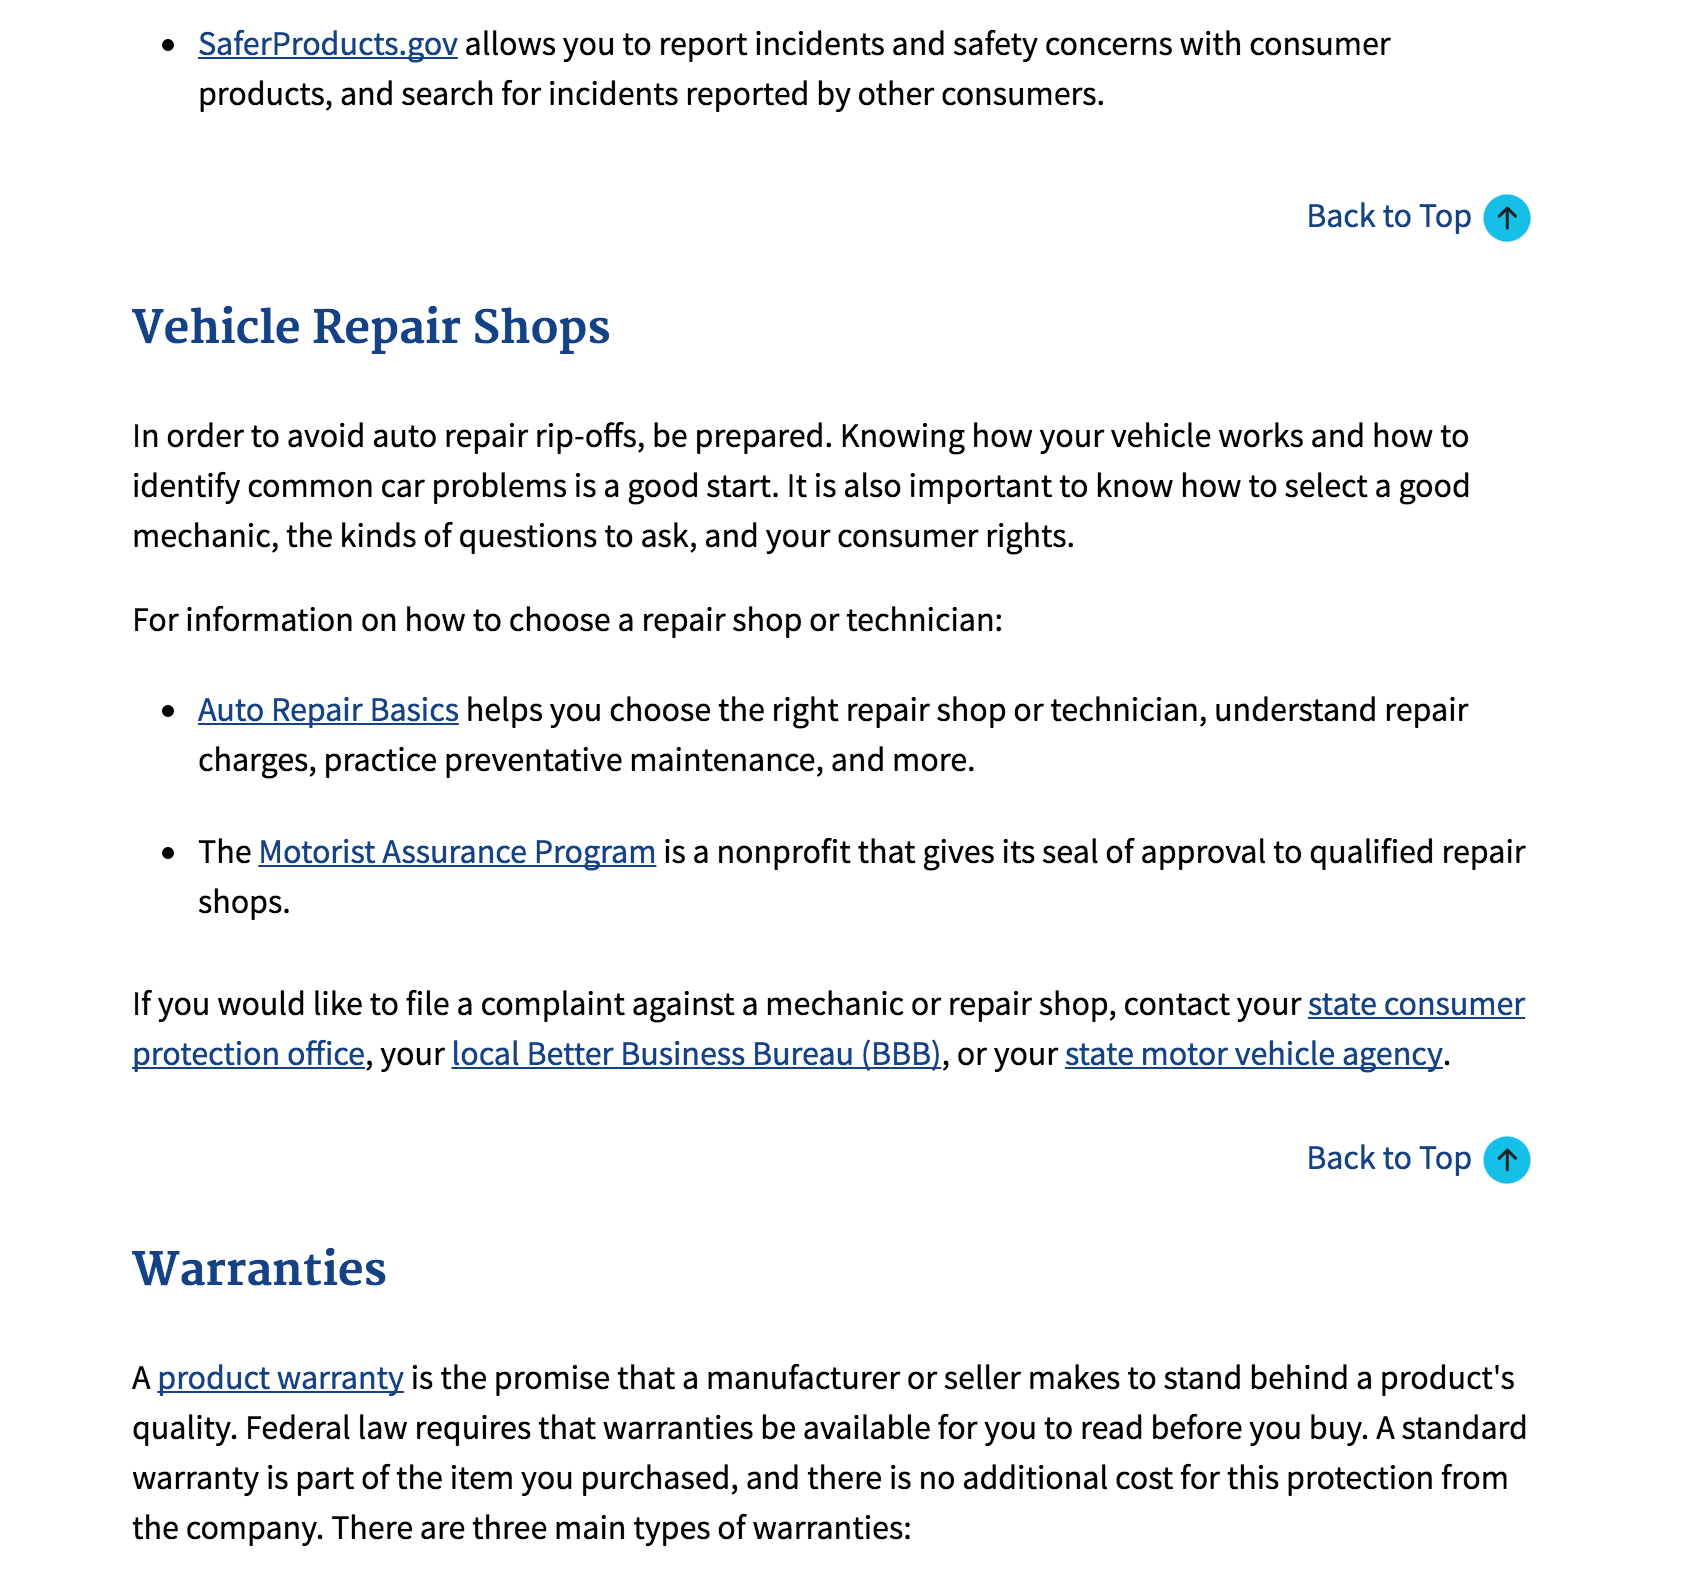 SaferProducts.gov allows you to report incidents and safety concerns with consumer
products, and search for incidents reported by other consumers.
Back to Top
Vehicle Repair Shops
In order to avoid auto repair rip-offs, be prepared. Knowing how your vehicle works and how to
identify common car problems is a good start. It is also important to know how to select a good
mechanic, the kinds of questions to ask, and your consumer rights.
For information on how to choose a repair shop or technician:
Auto Repair Basics helps you choose the right repair shop or technician, understand repair
charges, practice preventative maintenance, and more.
The Motorist Assurance Program is a nonprofit that gives its seal of approval to qualified repair
shops.
If you would like to file a complaint against a mechanic or repair shop, contact your state consumer
protection office, your local Better Business Bureau (BBB), or your state motor vehicle agency.
Back to Top
Warranties
A product warranty is the promise that a manufacturer or seller makes to stand behind a product's
quality. Federal law requires that warranties be available for you to read before you buy. A standard
warranty is part of the item you purchased, and there is no additional cost for this protection from
the company. There are three main types of warranties: